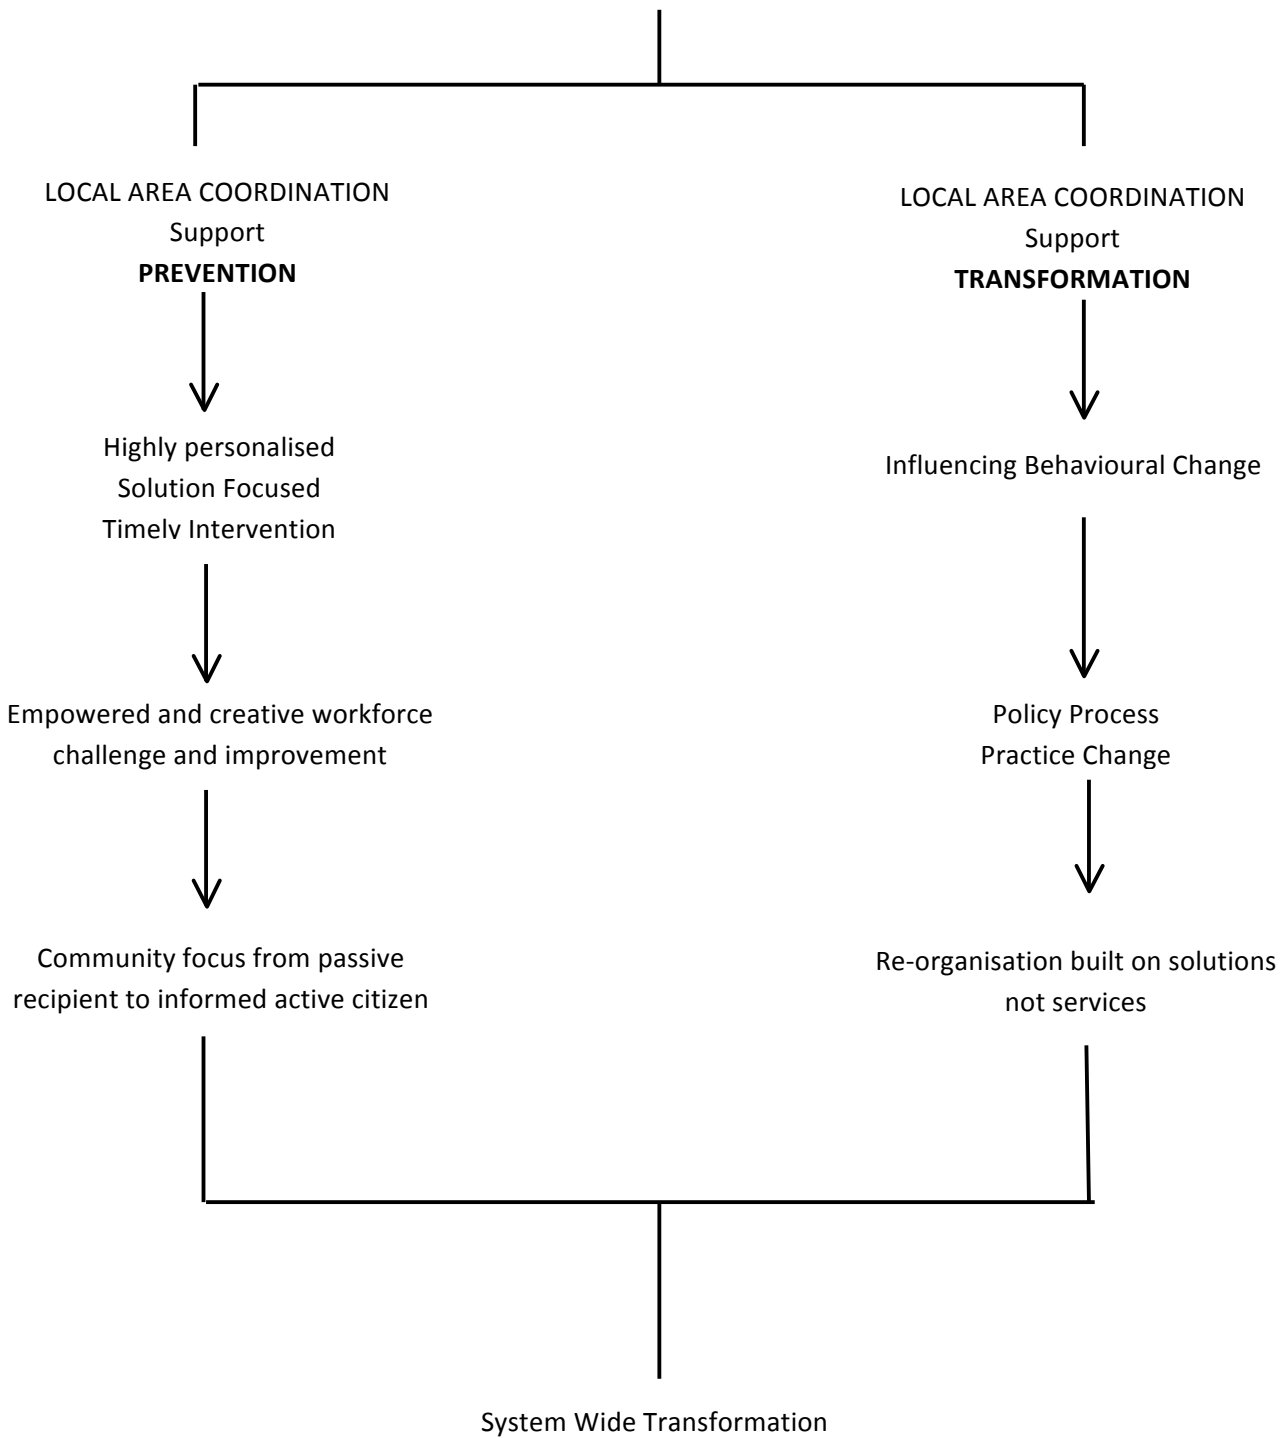 LOCAL AREA COORDINATION
Support
PREVENTION
Highly personalised
Solution Focused
Timely Intervention
Empowered and creative workforce
challenge and improvement
Community focus from passive
recipient to informed active citizen
LOCAL AREA COORDINATION
Support
TRANSFORMATION
Influencing Behavioural Change
Policy Process
Practice Change
Re-organisation built on solutions
not services
System Wide Transformation